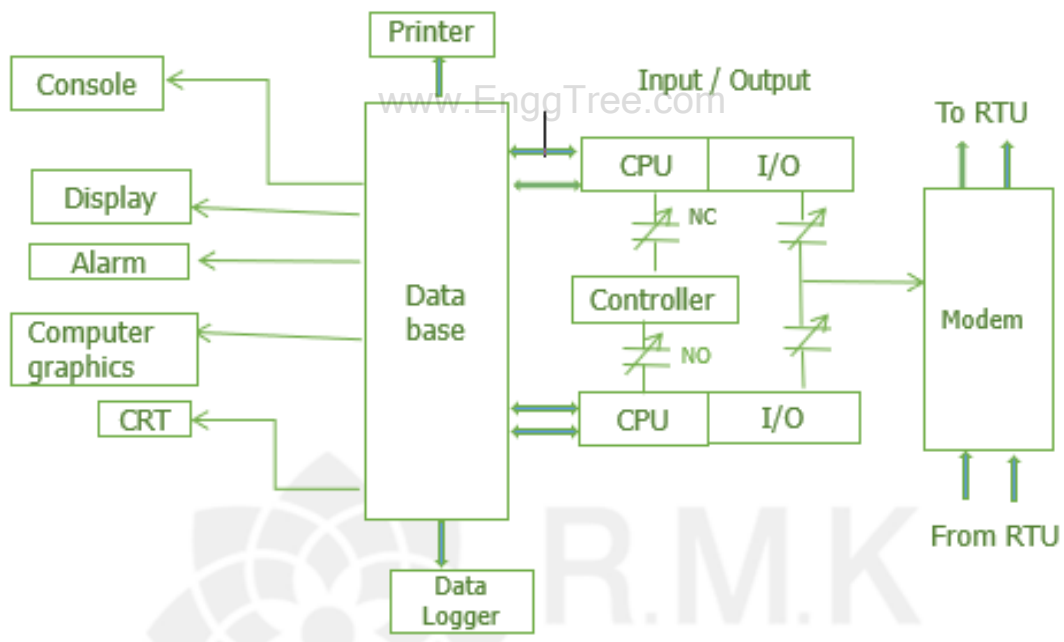 Printer
Console
Input / Output
www.EnggTree.com
To RTU
CPU
I/O
Display
NC
Alarm
Data
base
Controller
Modem
Computer
graphics
NO
CRT
CPU
I/O
R.M.K
From RTU
Data
Logger